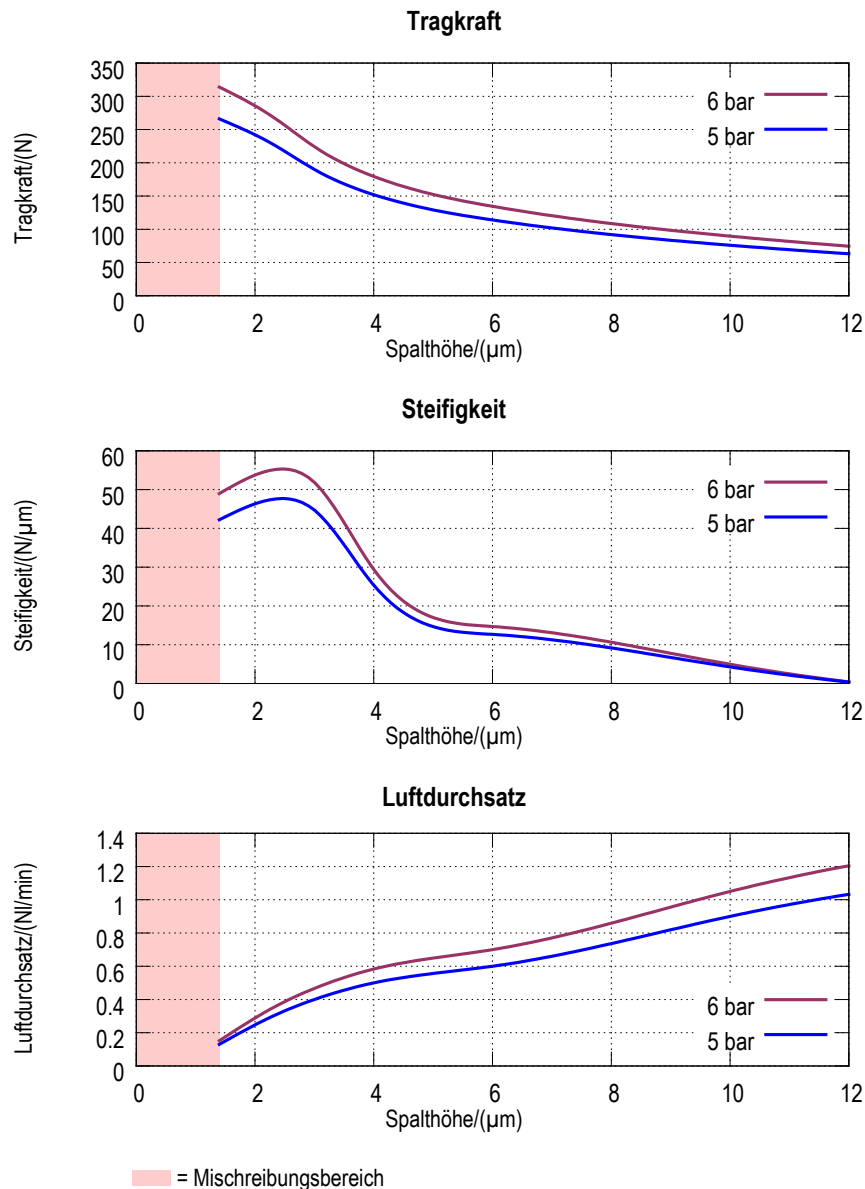 Tragkraft
Tragkraft/(N)
350
300
250
200
150
100
50
0
6 bar
5 bar
0 2 4 6 8 10 12
Spalthöhe/(µm)
Steifigkeit
Steifigkeit/(N/µm)
60
50
40
30
20
10
0
6 bar
5 bar
0 2 4 6 8 10 12
Spalthöhe/(µm)
Luftdurchsatz
Luftdurchsatz/(Nl/min)
1.4
1.2
1
0.8
0.6
0.4
0.2
0
6 bar
5 bar
0 2 4 6 8 10 12
Spalthöhe/(µm)
= Mischreibungsbereich